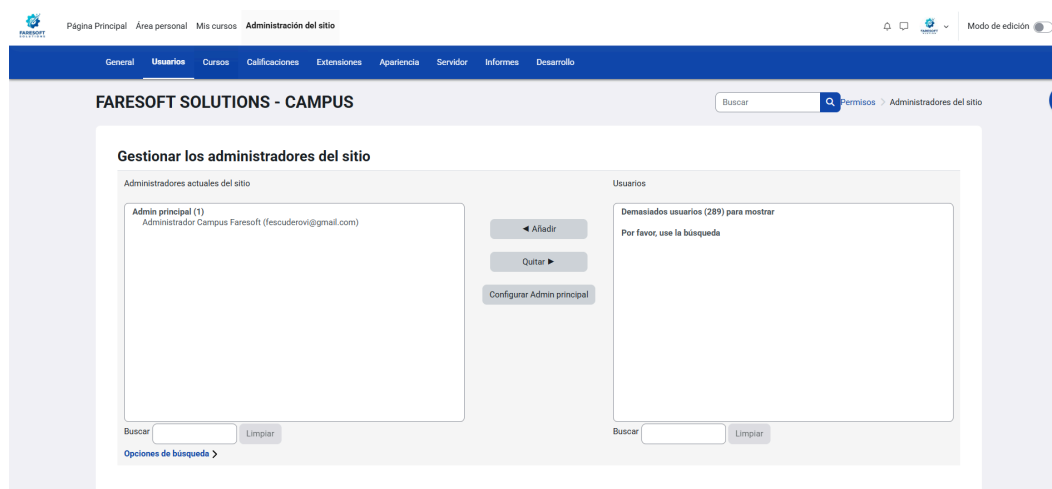 FARESOFT
SOLUTIONS
Página Principal Área personal Mis cursos Administración del sitio
Modo de edición
General Usuarios Cursos Calificaciones Extensiones Apariencia Servidor Informes Desarrollo
FARESOFT SOLUTIONS - CAMPUS
Buscar
Permisos > Administradores del sitio
Gestionar los administradores del sitio
Administradores actuales del sitio
Usuarios
Admin principal (1)
Administrador Campus Faresoft (fescuderovi@gmail.com)
◄ Añadir
Quitar ►
Configurar Admin principal
Demasiados usuarios (289) para mostrar
Por favor, use la búsqueda
Buscar Limpiar
Buscar Limpiar
Opciones de búsqueda >